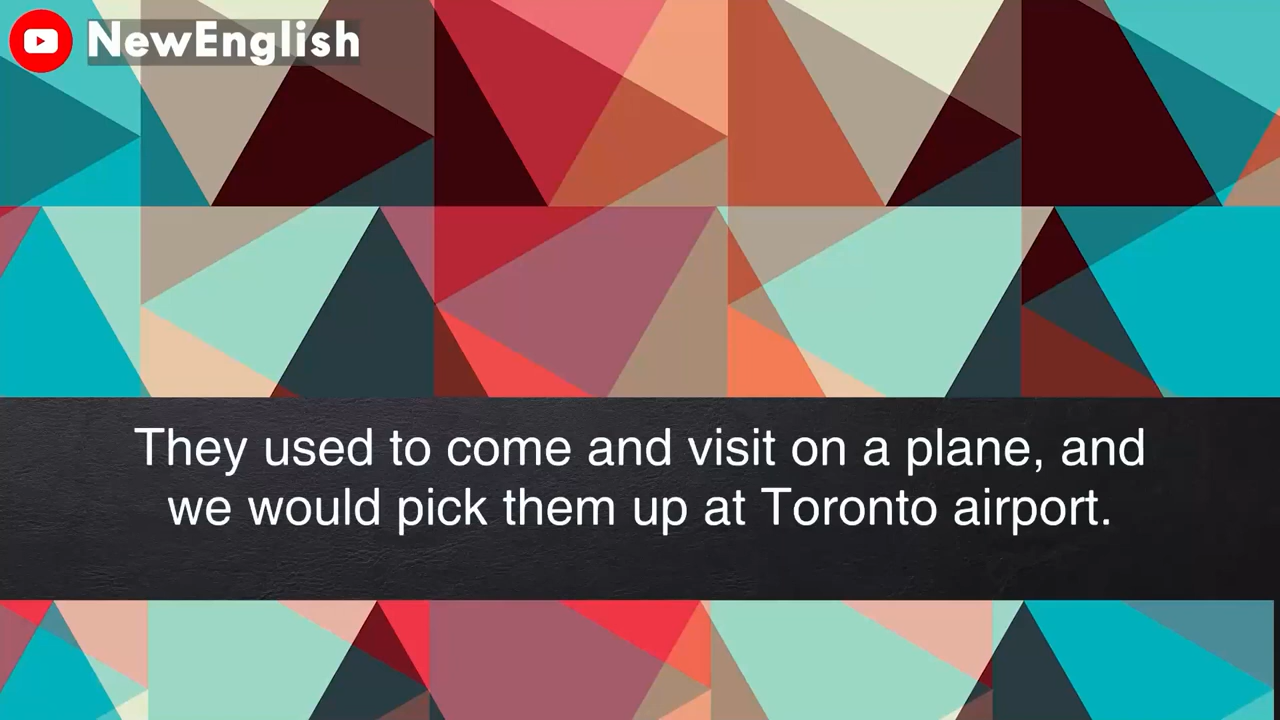 NewEnglish
They used to come and visit on a plane, and
we would pick them up at Toronto airport.